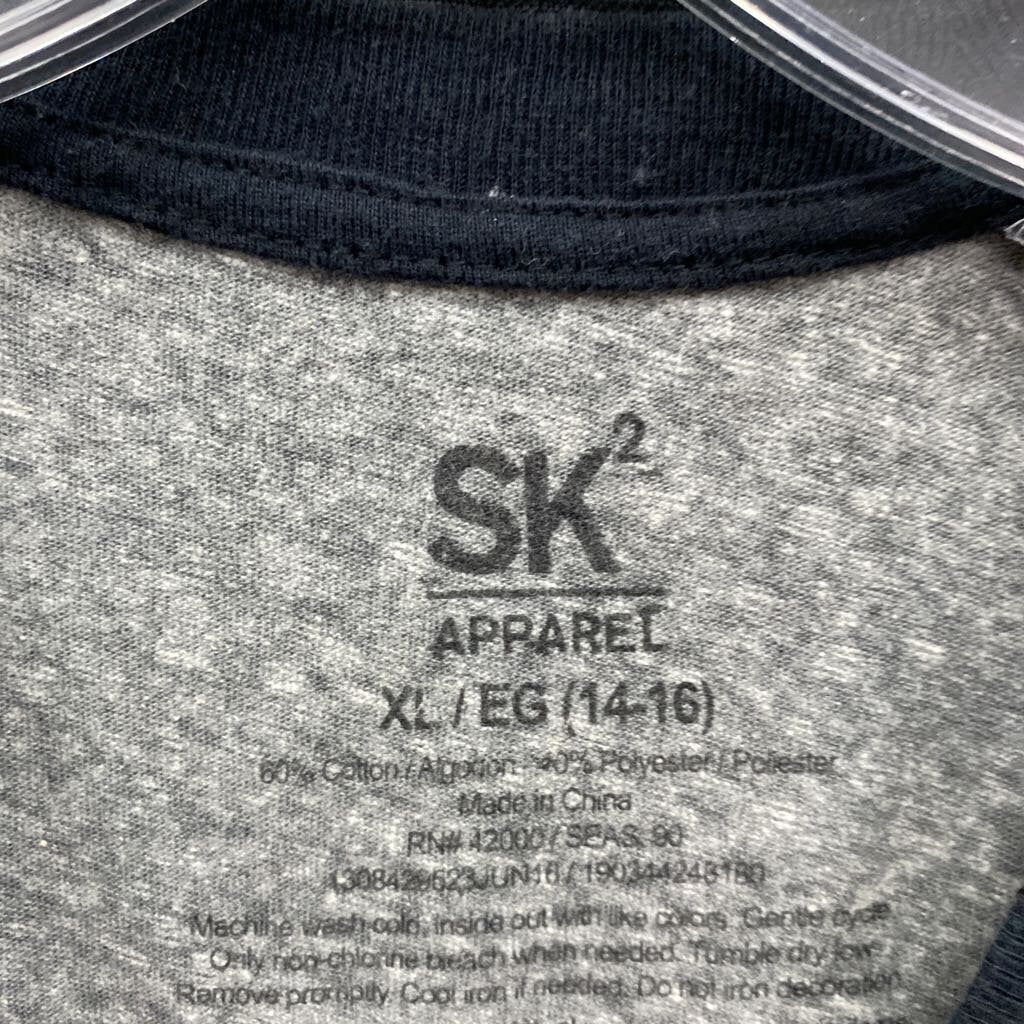 SK²
APPAREL
XL / EG (14-16)
60% Cotton / Algodon 40% Polyester / Poliester
Made in China
RN# 42000 / SEAS. 90
Machine wash cold, inside out with like colors. Gentle cycle.
Only non-chlorine bleach when needed. Tumble dry low.
Remove promptly. Cool iron if needed. Do not iron decoration.